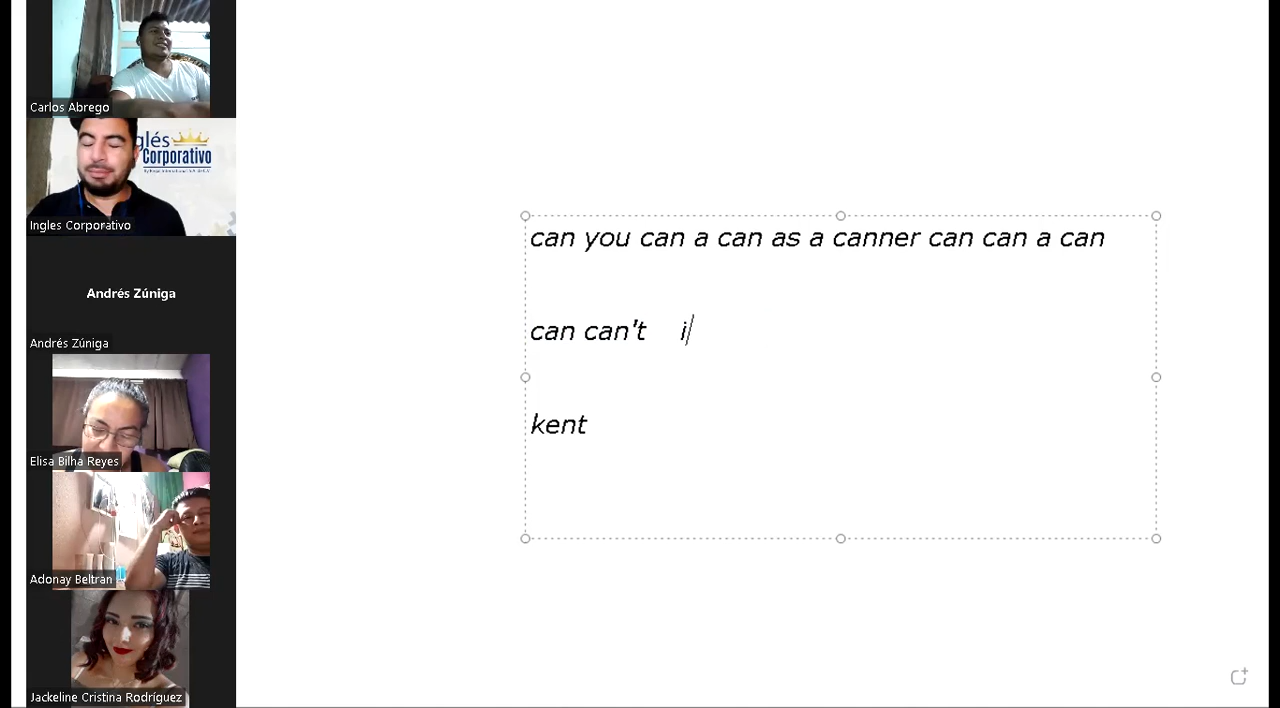 Carlos Abrego
glés
Corporativo
Ingles Corporativo
Andrés Zúniga
Andrés Zúniga
Elisa Bilha Reyes
Adonay Beltran
Jackeline Cristina Rodríguez
can you can a can as a canner can can a can
can can't i
kent